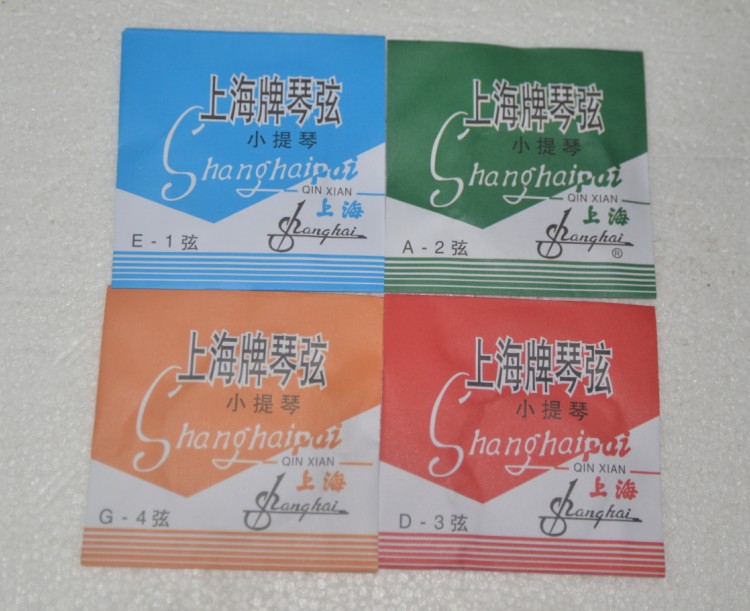 上海牌琴弦
小提琴
Shanghaipai
QIN XIAN
上海
Shanghai
E - 1 弦
上海牌琴弦
小提琴
Shanghaipai
QIN XIAN
上海
Shanghai
®
A - 2 弦
上海牌琴弦
小提琴
Shanghaipai
QIN XIAN
上海
Shanghai
G - 4 弦
上海牌琴弦
小提琴
Shanghaipai
QIN XIAN
上海
Shanghai
D - 3 弦